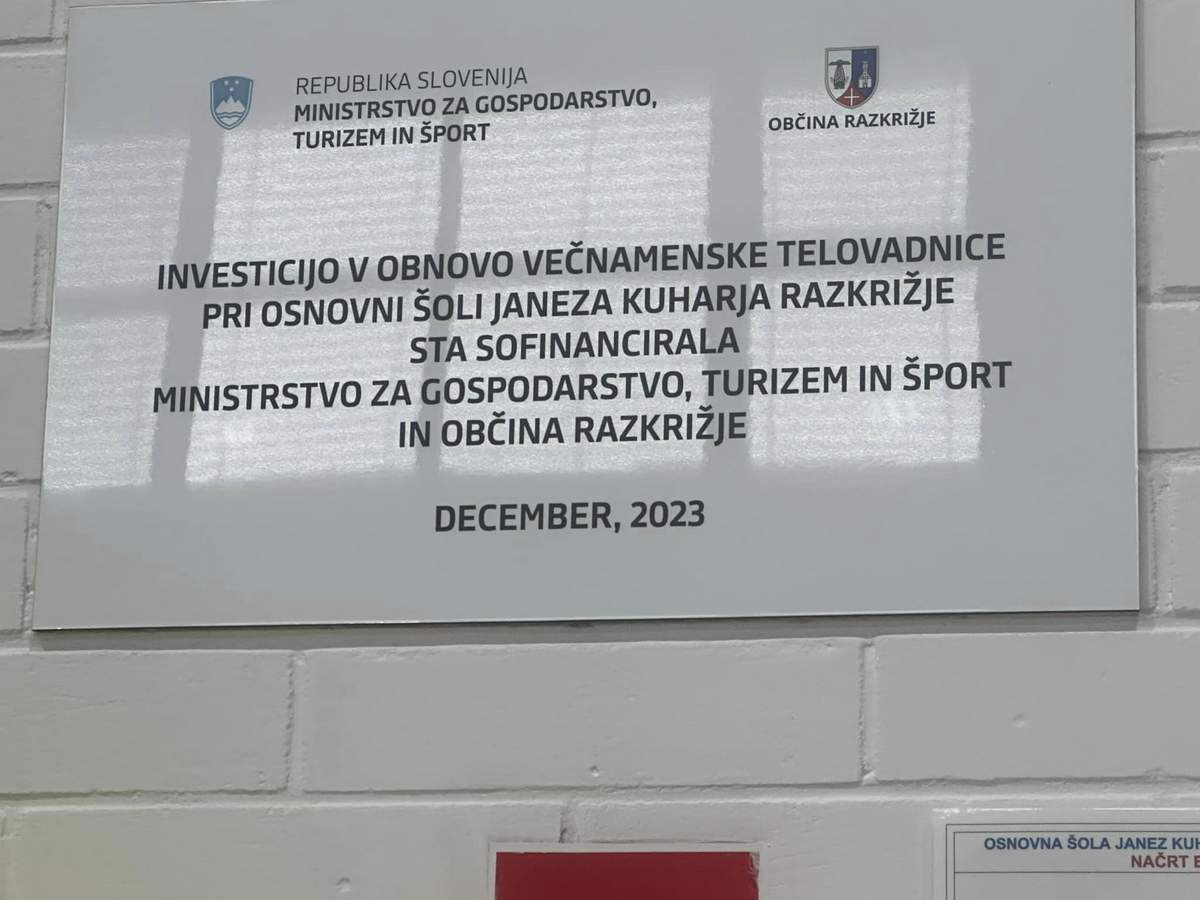 REPUBLIKA SLOVENIJA
MINISTRSTVO ZA GOSPODARSTVO,
TURIZEM IN ŠPORT
OBČINA RAZKRIŽJE
INVESTICIJO V OBNOVO VEČNAMENSKE TELOVADNICE
PRI OSNOVNI ŠOLI JANEZA KUHARJA RAZKRIŽJE
STA SOFINANCIRALA
MINISTRSTVO ZA GOSPODARSTVO, TURIZEM IN ŠPORT
IN OBČINA RAZKRIŽJE
DECEMBER, 2023
OSNOVNA ŠOLA JANEZ
NAČRT